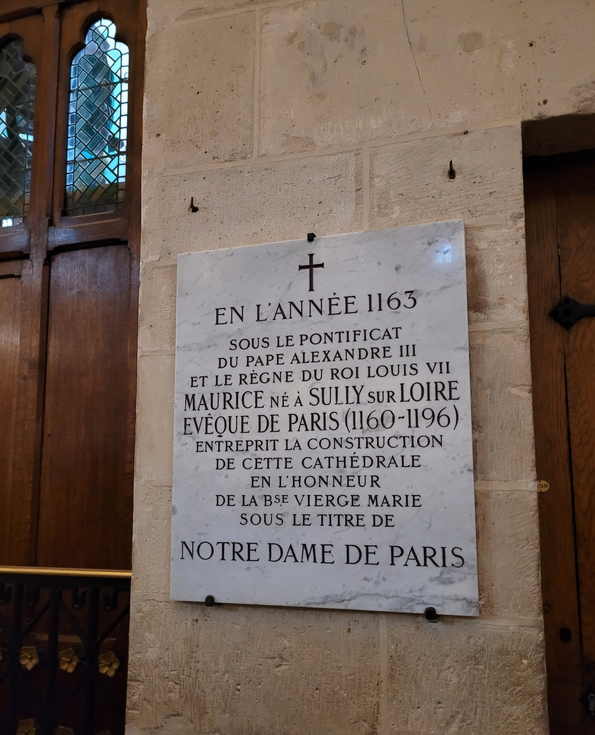 EN L'ANNÉE 1163
SOUS LE PONTIFICAT
DU PAPE ALEXANDRE III
ET LE RÈGNE DU ROI LOUIS VII
MAURICE NÉ À SULLY SUR LOIRE
EVÊQUE DE PARIS (1160-1196)
ENTREPRIT LA CONSTRUCTION
DE CETTE CATHÉDRALE
EN L'HONNEUR
DE LA BSE VIERGE MARIE
SOUS LE TITRE DE
NOTRE DAME DE PARIS